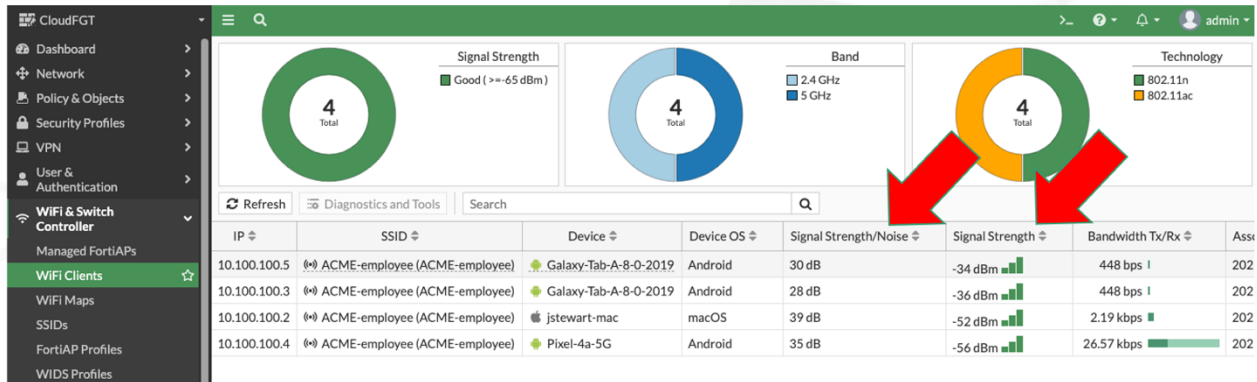 CloudFGT
admin
Dashboard
Network
Policy & Objects
Security Profiles
VPN
User &
Authentication
WiFi & Switch
Controller
Managed FortiAPs
WiFi Clients
WiFi Maps
SSIDs
FortiAP Profiles
WIDS Profiles
Signal Strength
Good ( >=-65 dBm )
4
Total
Band
2.4 GHz
5 GHz
4
Total
Technology
802.11n
802.11ac
4
Total
Refresh Diagnostics and Tools Search
IP SSID Device Device OS Signal Strength/Noise Signal Strength Bandwidth Tx/Rx Asso
10.100.100.5 ACME-employee (ACME-employee) Galaxy-Tab-A-8-0-2019 Android 30 dB -34 dBm 448 bps 202
10.100.100.3 ACME-employee (ACME-employee) Galaxy-Tab-A-8-0-2019 Android 28 dB -36 dBm 448 bps 202
10.100.100.2 ACME-employee (ACME-employee) jstewart-mac macOS 39 dB -52 dBm 2.19 kbps 202
10.100.100.4 ACME-employee (ACME-employee) Pixel-4a-5G Android 35 dB -56 dBm 26.57 kbps 202